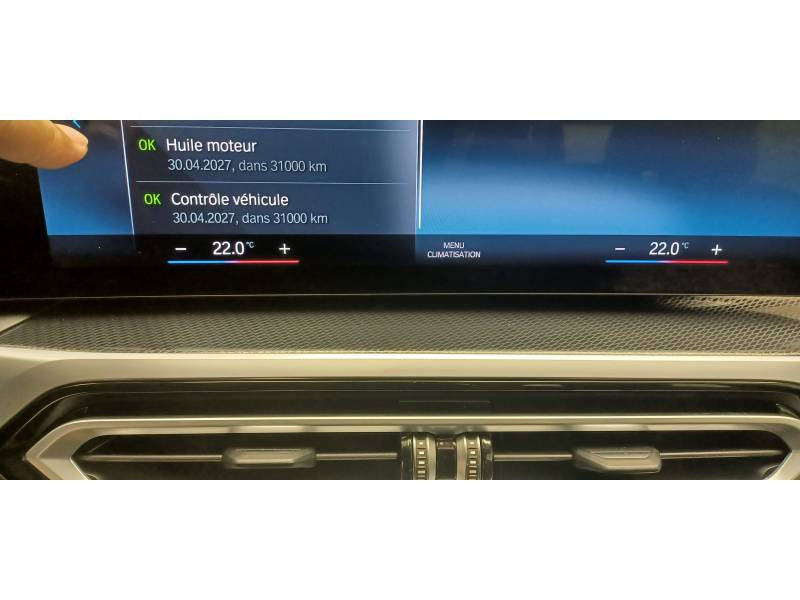 OK Huile moteur
30.04.2027, dans 31000 km
OK Contrôle véhicule
30.04.2027, dans 31000 km
− 22.0°C +
MENU
CLIMATISATION
− 22.0°C +